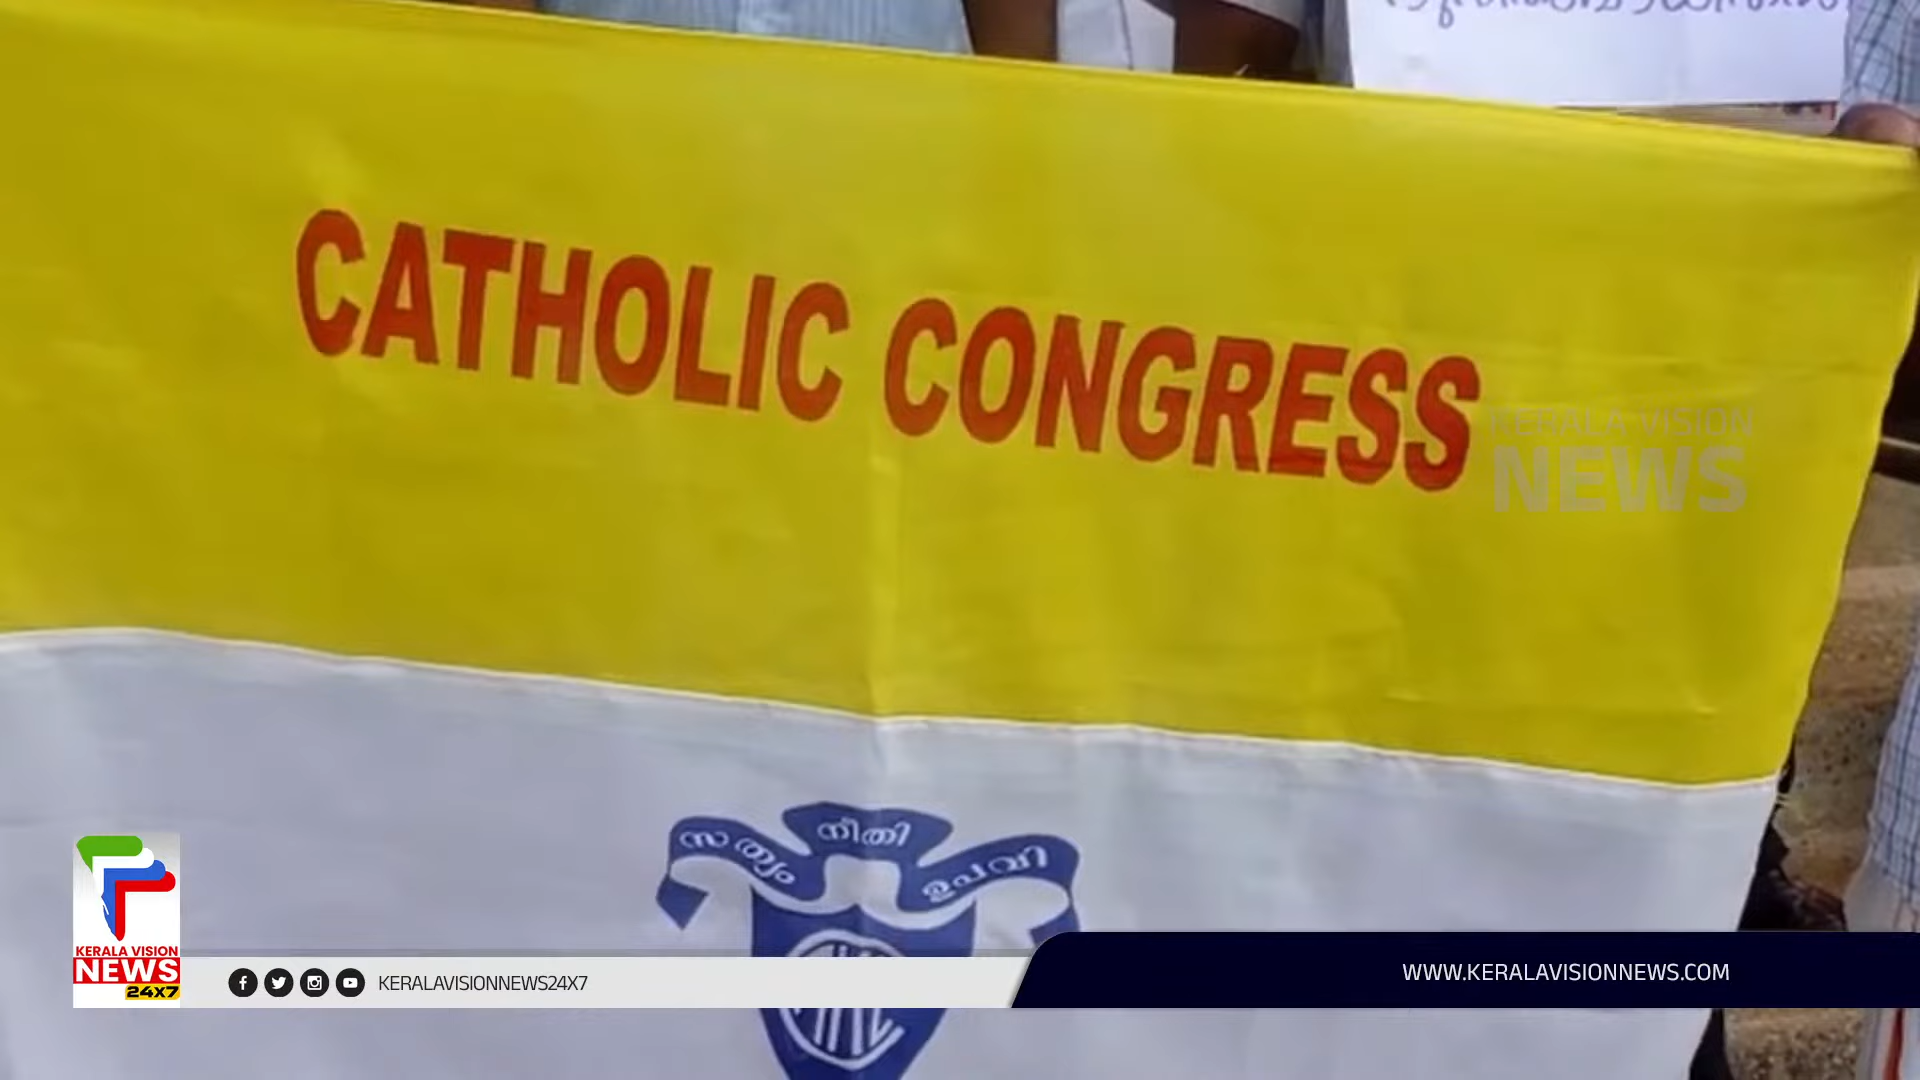 CATHOLIC CONGRESS
KERALA VISION
NEWS
സത്യം നീതി ഉപവി
KERALA VISION
NEWS
24X7
KERALAVISIONNEWS24X7
WWW.KERALAVISIONNEWS.COM